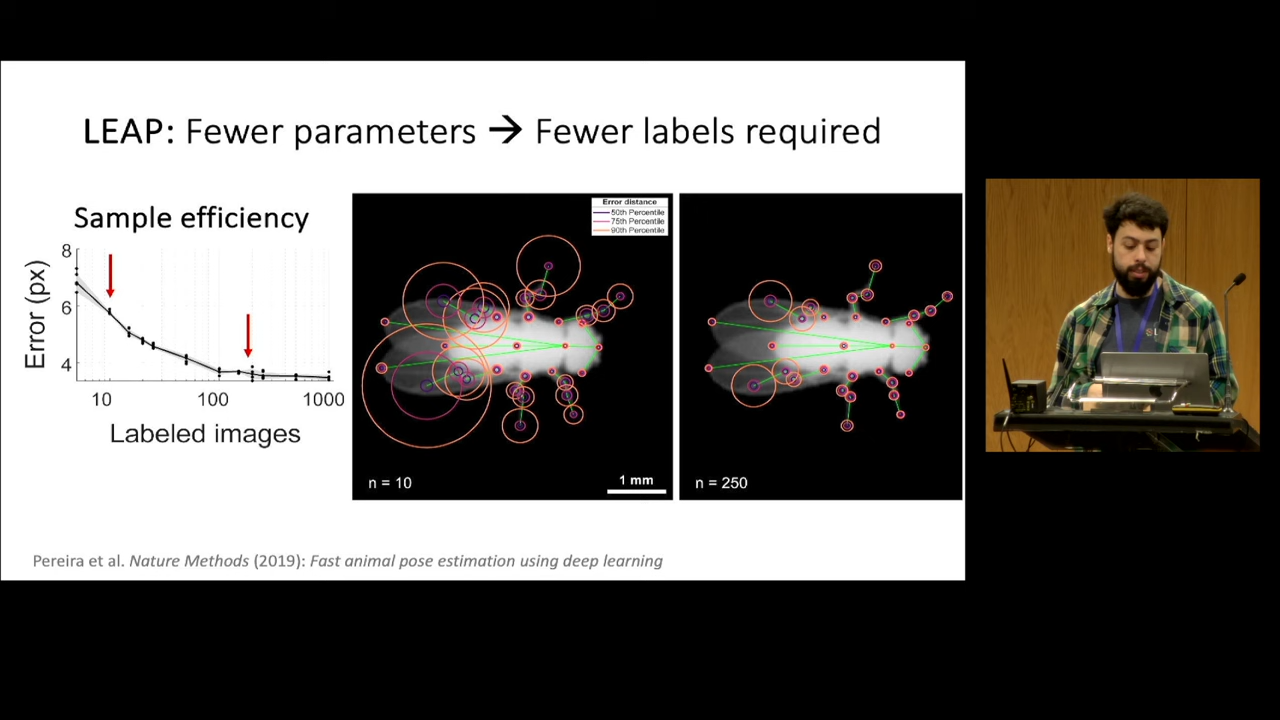 LEAP: Fewer parameters → Fewer labels required
Sample efficiency
8
6
4
Error (px)
10
100
1000
Labeled images
Error distance
50th Percentile
75th Percentile
90th Percentile
n = 10
1 mm
n = 250
Pereira et al. Nature Methods (2019): Fast animal pose estimation using deep learning